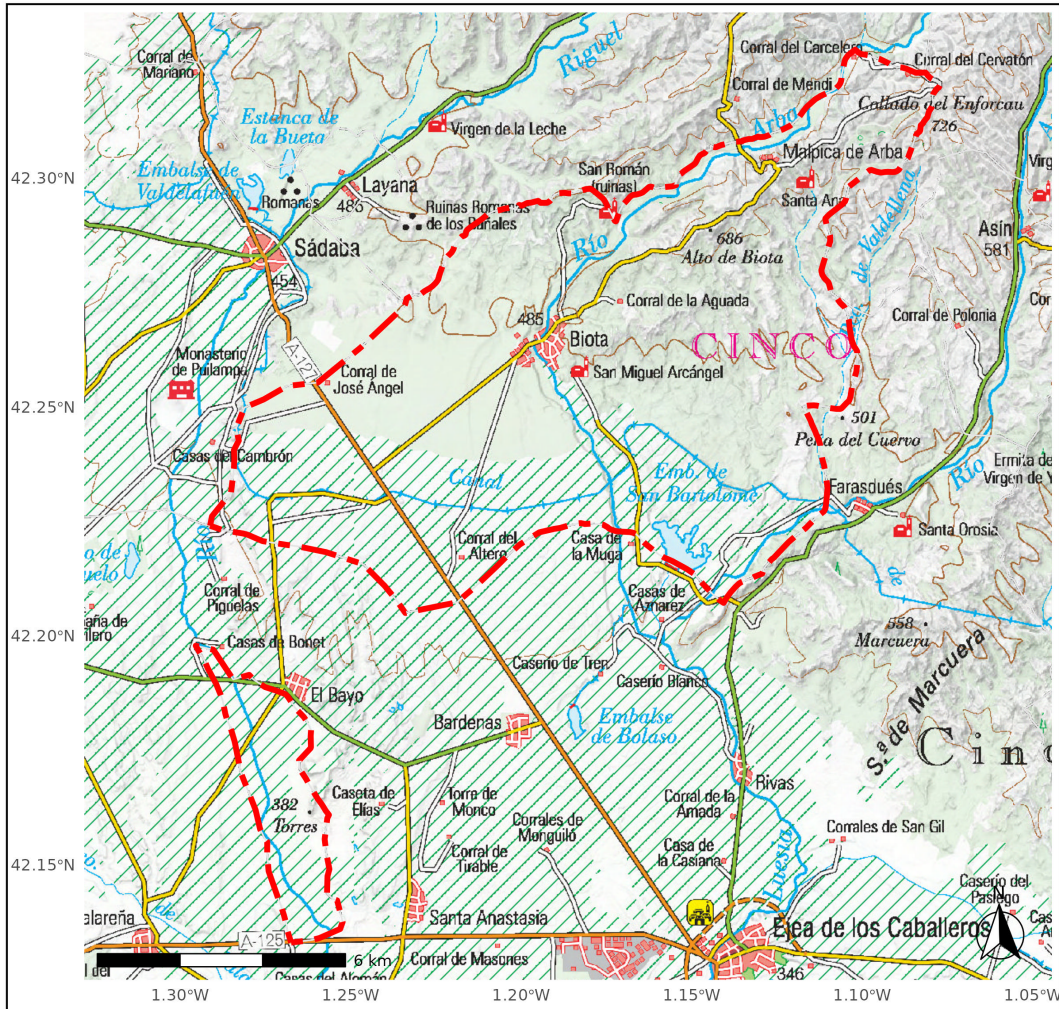 Corral de
Mariano
Riguel
Corral del Carcelero
Corral del Cervatón
Corral de Mendi
Collado del Enforcau
726
Estanca de
la Bueta
Virgen de la Leche
Arba
Malpica de Arba
42.30°N
Embalse de
Layana
486
San Román
(ruinas)
Santa Ana
Romanas
Ruinas Romanas
de los Bañales
Río
686
Alto de Biota
de Valdellena
Asín
581
Sádaba
454
Corral de la Aguada
485
Corral de Polonia
Biota
CINCO
A-127
Monasterio
de Puilampa
Corral de
José Ángel
San Miguel Arcángel
42.25°N
501
Peña del Cuervo
Casas del Cambrón
Canal
Emb. de
San Bartolomé
Río
Ermita de
Virgen de Y
Farasdués
Santa Orosia
Río
Corral del
Altero
Casa de
la Muga
de
Corral de
Piguelas
Casas de
Aznarez
42.20°N
Casas de Bonet
558
Marcuera
Caserío de Tren
Caserío Blanco
S.ª de Marcuera
El Bayo
Bardenas
Embalse
de Bolaso
Cinc
Rivas
382
Torres
Caseta de
Elías
Torre de
Monco
Corrales de
Monguiló
Corral de la
Amada
Corrales de San Gil
42.15°N
Corral de
Tirable
Casa de
la Casiana
Luesia
Caserío del
Pasiego
de
Santa Anastasia
N
Ejea de los Caballeros
A-125
6 km
Corral de Masones
346
1.30°W
1.25°W
1.20°W
1.15°W
1.10°W
1.05°W